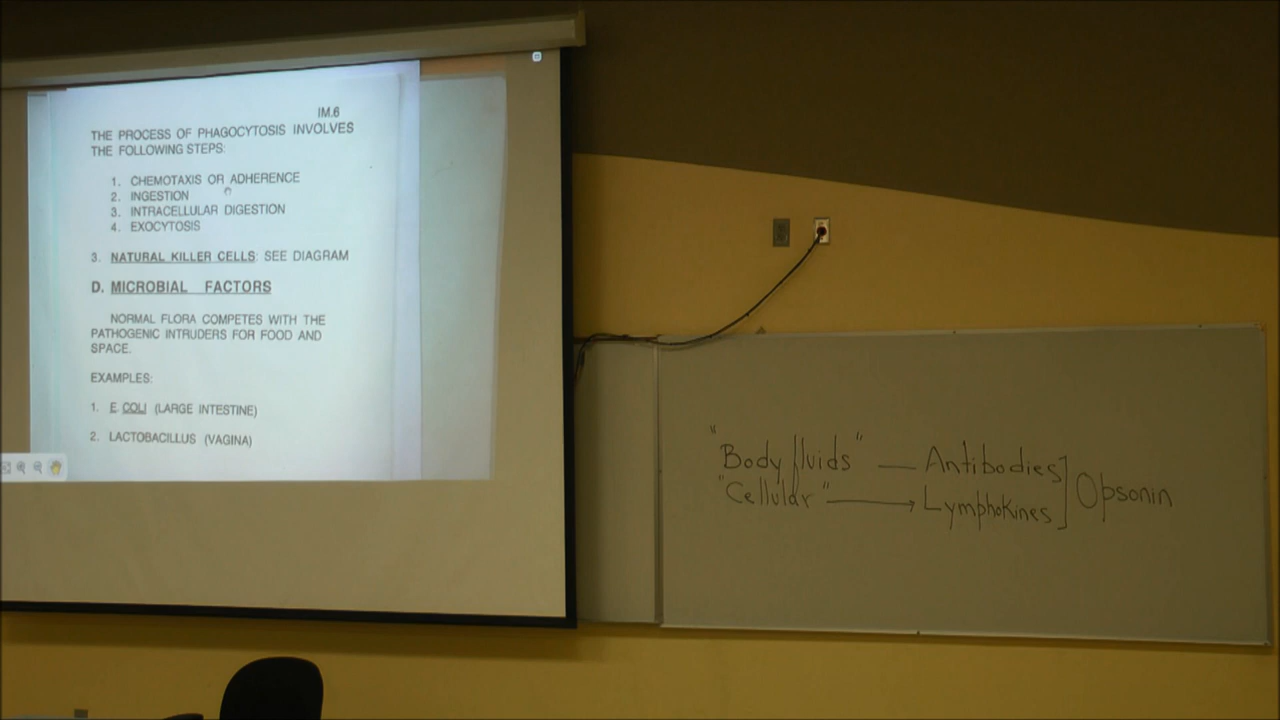 IM.6
THE PROCESS OF PHAGOCYTOSIS INVOLVES
THE FOLLOWING STEPS:
1. CHEMOTAXIS OR ADHERENCE
2. INGESTION
3. INTRACELLULAR DIGESTION
4. EXOCYTOSIS
3. NATURAL KILLER CELLS: SEE DIAGRAM
D. MICROBIAL FACTORS
NORMAL FLORA COMPETES WITH THE
PATHOGENIC INTRUDERS FOR FOOD AND
SPACE.
EXAMPLES:
1. E COLI (LARGE INTESTINE)
2. LACTOBACILLUS (VAGINA)
"Body fluids" — Antibodies
"Cellular" → Lymphokines ] Opsonin